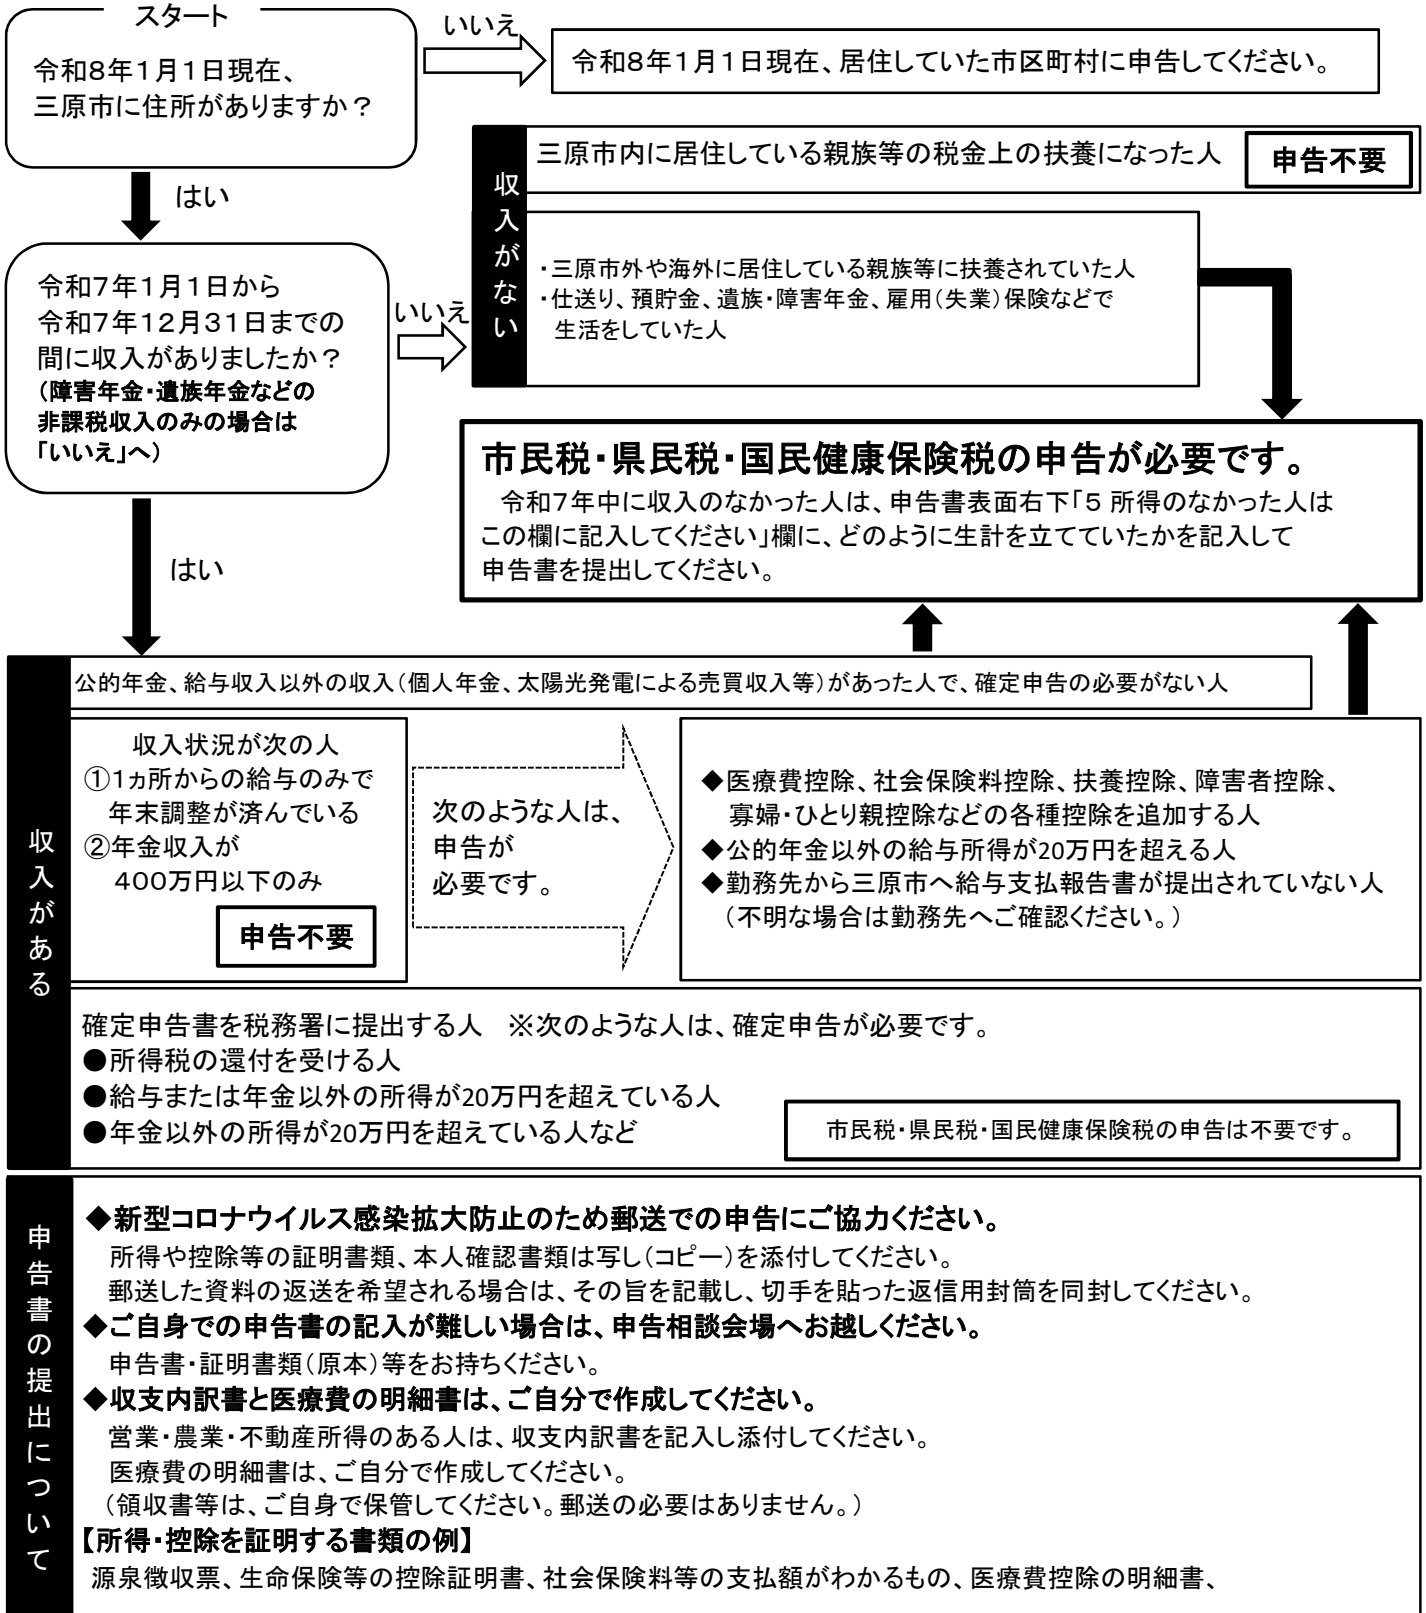 スタート
令和8年1月1日現在、
三原市に住所がありますか？
いいえ
令和8年1月1日現在、居住していた市区町村に申告してください。
はい
令和7年1月1日から
令和7年12月31日までの
間に収入がありましたか？
（障害年金・遺族年金などの
非課税収入のみの場合は
「いいえ」へ）
いいえ
収入がない
三原市内に居住している親族等の税金上の扶養になった人
申告不要
・三原市外や海外に居住している親族等に扶養されていた人
・仕送り、預貯金、遺族・障害年金、雇用（失業）保険などで
生活をしていた人
市民税・県民税・国民健康保険税の申告が必要です。
令和7年中に収入のなかった人は、申告書表面右下「5 所得のなかった人は
この欄に記入してください」欄に、どのように生計を立てていたかを記入して
申告書を提出してください。
はい
収入がある
公的年金、給与収入以外の収入（個人年金、太陽光発電による売買収入等）があった人で、確定申告の必要がない人
収入状況が次の人
①1ヵ所からの給与のみで
年末調整が済んでいる
②年金収入が
400万円以下のみ
申告不要
次のような人は、
申告が
必要です。
◆医療費控除、社会保険料控除、扶養控除、障害者控除、
寡婦・ひとり親控除などの各種控除を追加する人
◆公的年金以外の給与所得が20万円を超える人
◆勤務先から三原市へ給与支払報告書が提出されていない人
（不明な場合は勤務先へご確認ください。）
確定申告書を税務署に提出する人　※次のような人は、確定申告が必要です。
●所得税の還付を受ける人
●給与または年金以外の所得が20万円を超えている人
●年金以外の所得が20万円を超えている人など
市民税・県民税・国民健康保険税の申告は不要です。
申告書の提出について
◆新型コロナウイルス感染拡大防止のため郵送での申告にご協力ください。
所得や控除等の証明書類、本人確認書類は写し（コピー）を添付してください。
郵送した資料の返送を希望される場合は、その旨を記載し、切手を貼った返信用封筒を同封してください。
◆ご自身での申告書の記入が難しい場合は、申告相談会場へお越しください。
申告書・証明書類（原本）等をお持ちください。
◆収支内訳書と医療費の明細書は、ご自分で作成してください。
営業・農業・不動産所得のある人は、収支内訳書を記入し添付してください。
医療費の明細書は、ご自分で作成してください。
（領収書等は、ご自身で保管してください。郵送の必要はありません。）
【所得・控除を証明する書類の例】
源泉徴収票、生命保険等の控除証明書、社会保険料等の支払額がわかるもの、医療費控除の明細書、